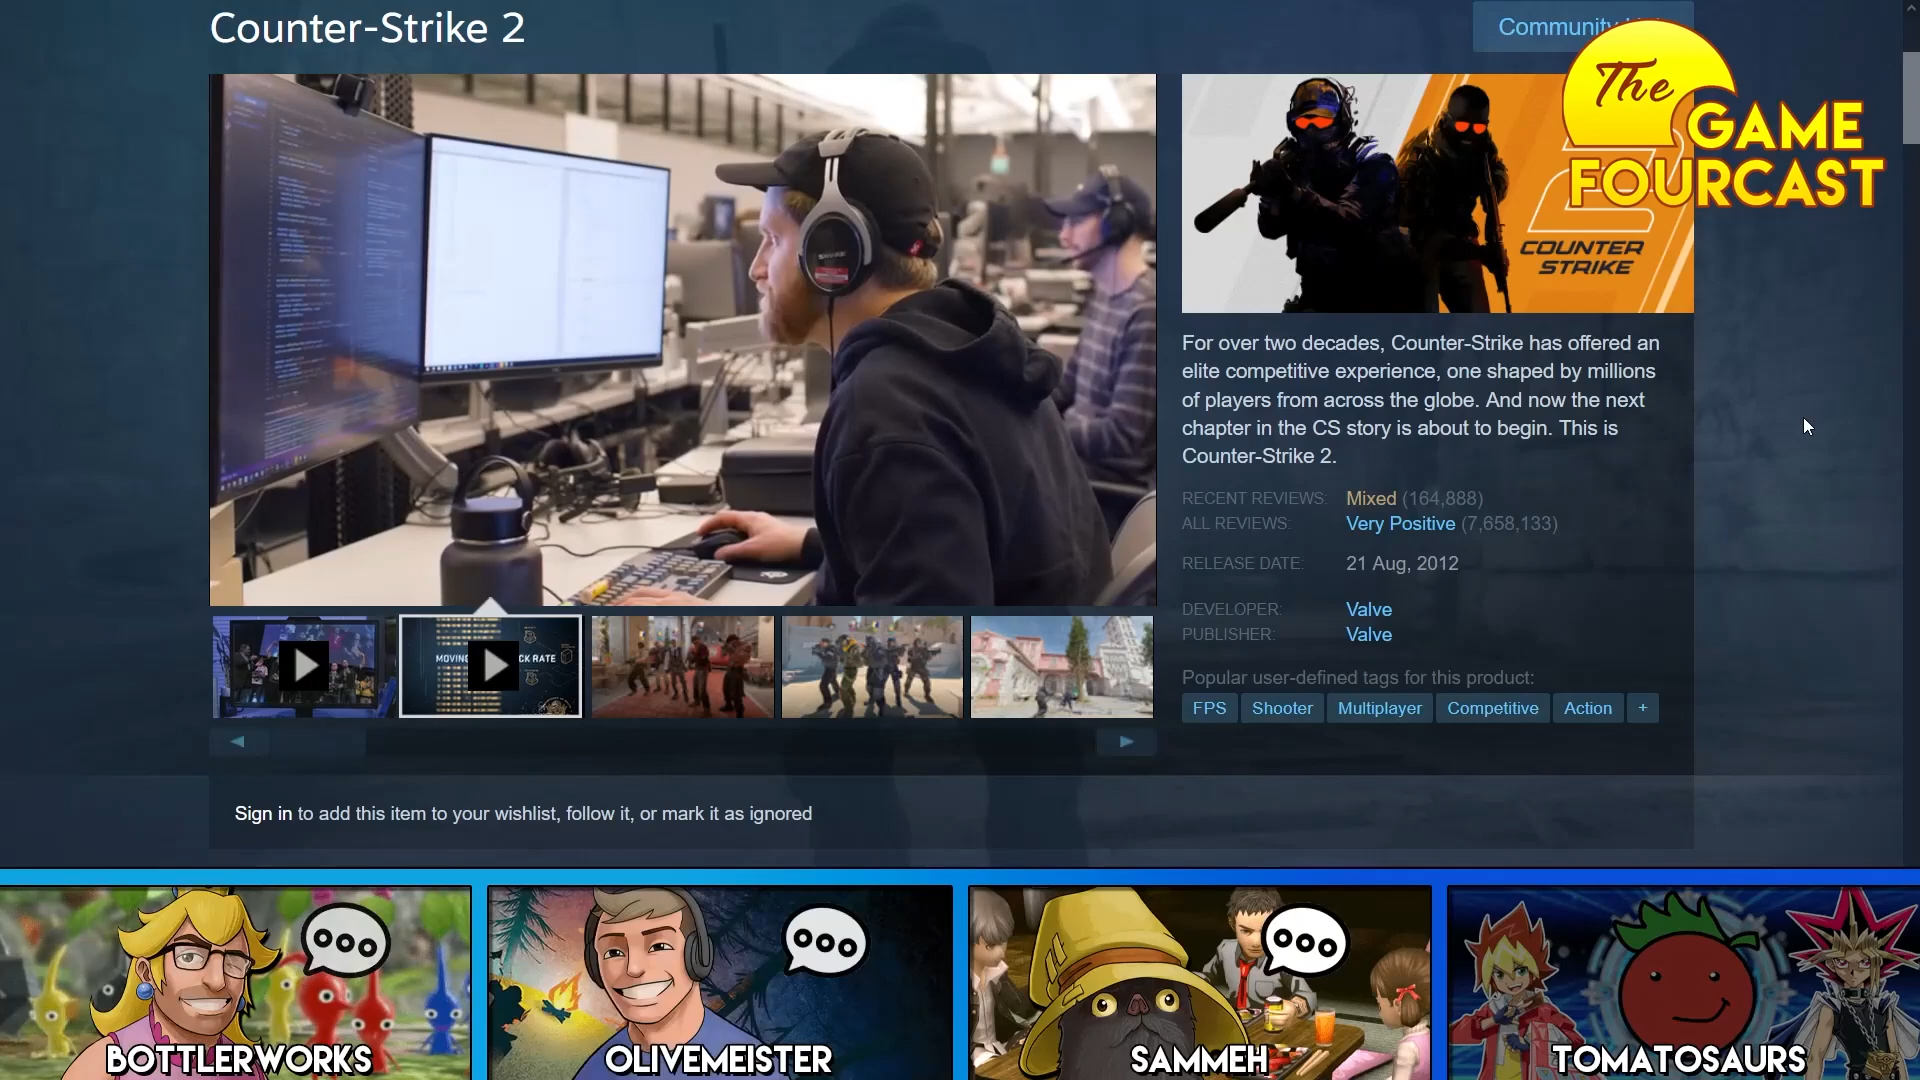 Counter-Strike 2
Community
The
GAME
FOURCAST
COUNTER
STRIKE
For over two decades, Counter-Strike has offered an
elite competitive experience, one shaped by millions
of players from across the globe. And now the next
chapter in the CS story is about to begin. This is
Counter-Strike 2.
RECENT REVIEWS: Mixed (164,888)
ALL REVIEWS: Very Positive (7,658,133)
RELEASE DATE: 21 Aug, 2012
DEVELOPER: Valve
PUBLISHER: Valve
Popular user-defined tags for this product:
FPS Shooter Multiplayer Competitive Action +
MOVING CK RATE
Sign in to add this item to your wishlist, follow it, or mark it as ignored
BOTTLERWORKS
OLIVEMEISTER
SAMMEH
TOMATOSAURS